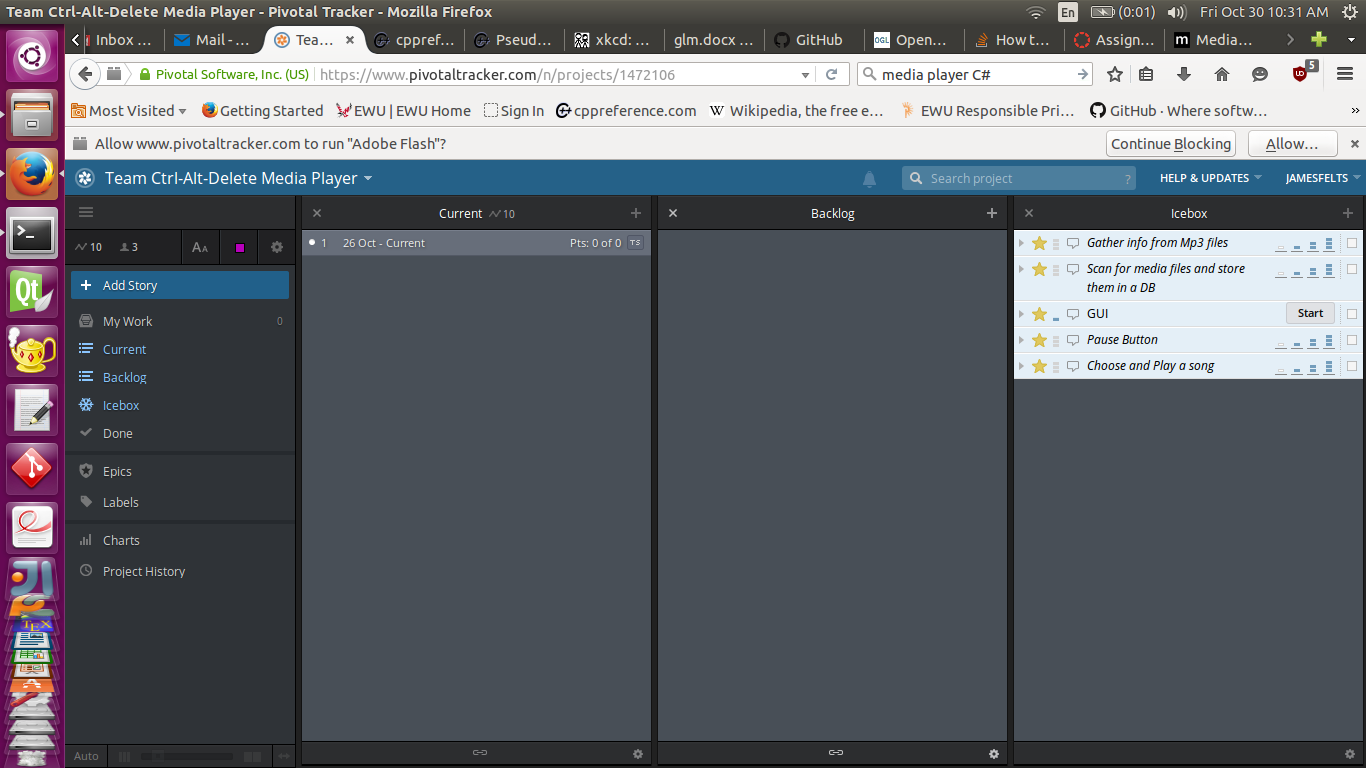 Team Ctrl-Alt-Delete Media Player - Pivotal Tracker - Mozilla Firefox
En (0:01) Fri Oct 30 10:31 AM
Inbox ... Mail - ... Tea... cppref... Pseud... xkcd: ... glm.docx ... GitHub OGL Open... How t... Assign... m Media...
Pivotal Software, Inc. (US) https://www.pivotaltracker.com/n/projects/1472106 media player C# 5
Most Visited Getting Started EWU | EWU Home Sign In cppreference.com W Wikipedia, the free e... EWU Responsible Pri... GitHub · Where softw...
Allow www.pivotaltracker.com to run "Adobe Flash"? Continue Blocking Allow...
Team Ctrl-Alt-Delete Media Player Search project ? HELP & UPDATES JAMESFELTS
Current 10 Backlog Icebox
10 3 AA
1 26 Oct - Current Pts: 0 of 0 TS
Gather info from Mp3 files
Scan for media files and store
them in a DB
GUI Start
Pause Button
Choose and Play a song
Add Story
My Work 0
Current
Backlog
Icebox
Done
Epics
Labels
Charts
Project History
Qt
TEX
Auto